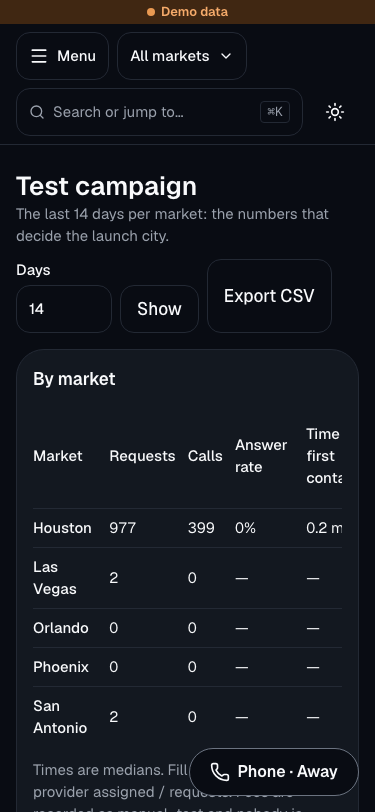 Demo data
Menu
All markets
Search or jump to… ⌘K
Test campaign
The last 14 days per market: the numbers that
decide the launch city.
Days
14
Show
Export CSV
By market
Market Requests Calls Answer rate Time first
Houston 977 399 0% 0.2
Las Vegas 2 0 — —
Orlando 0 0 — —
Phoenix 0 0 — —
San Antonio 2 0 — —
Times are medians. Fill
Phone · Away
provider assigned /